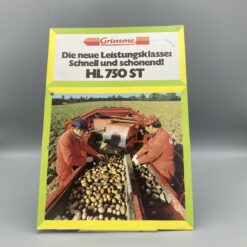 Grimme
Die neue Leistungsklasse:
Schnell und schonend!
HL 750 ST